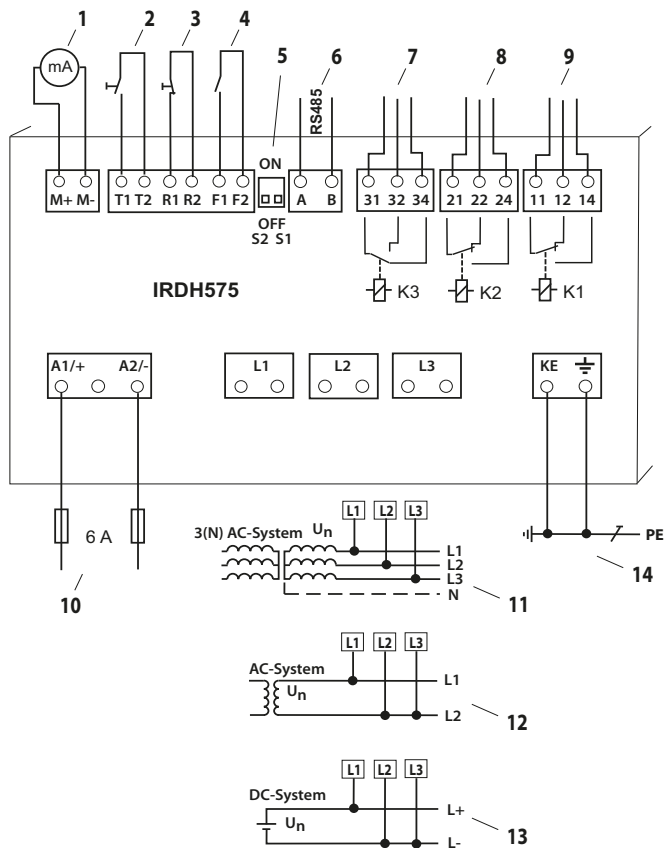 1 2 3 4 5 6 7 8 9
mA
RS485
ON
M+ M- T1 T2 R1 R2 F1 F2 A B 31 32 34 21 22 24 11 12 14
OFF
S2 S1
IRDH575
K3 K2 K1
A1/+ A2/- L1 L2 L3 KE
6 A
10
3(N) AC-System Un
L1 L2 L3
L1
L2
L3
N
11
PE
14
AC-System
Un
L1 L2 L3
L1
L2
12
DC-System
Un
L1 L2 L3
L+
L-
13